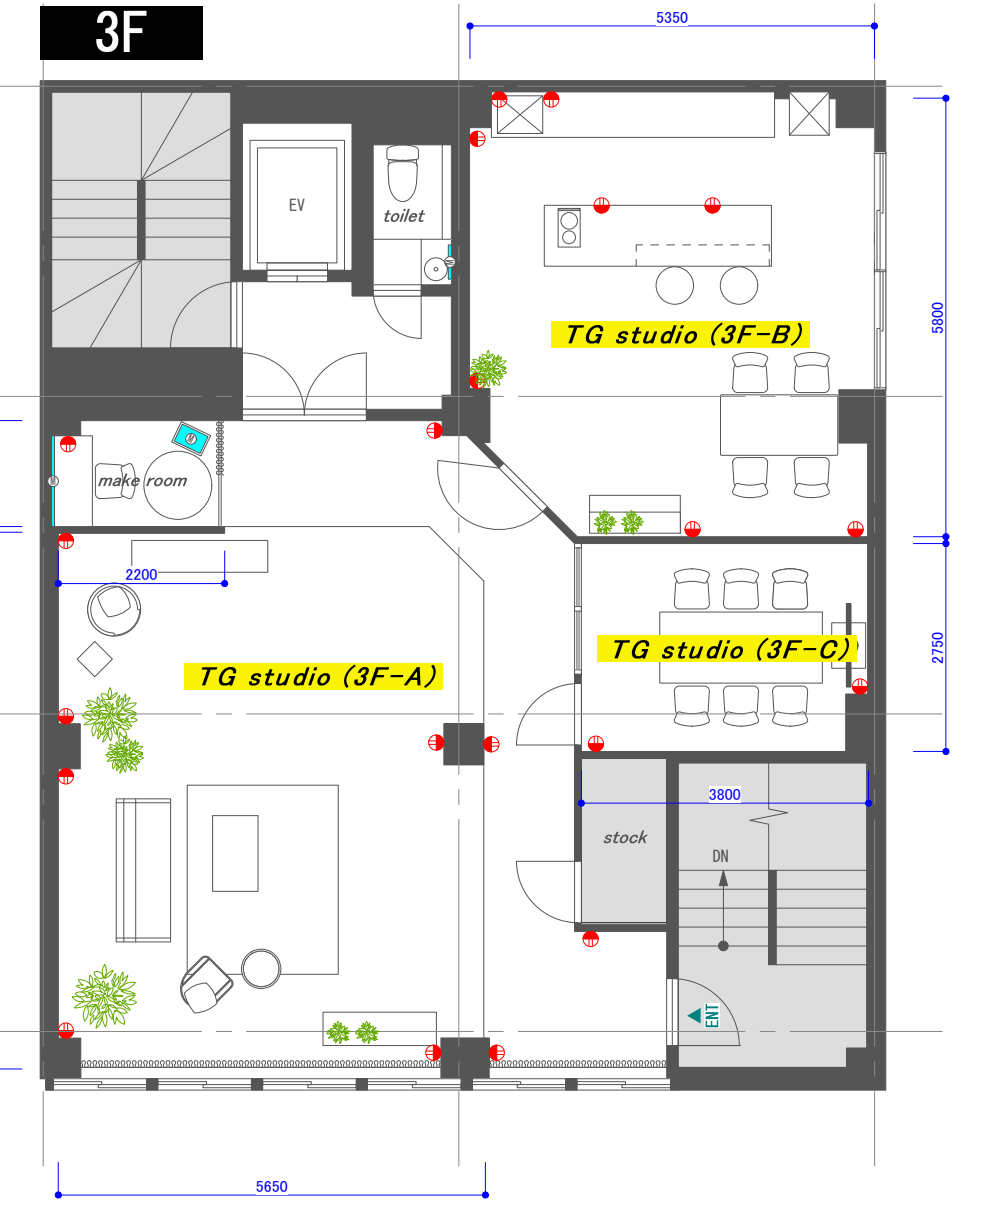 3F
5350
EV
toilet
M
TG studio (3F-B)
5800
M
M
make room
2200
TG studio (3F-A)
TG studio (3F-C)
2750
3800
stock
DN
ENT
5650